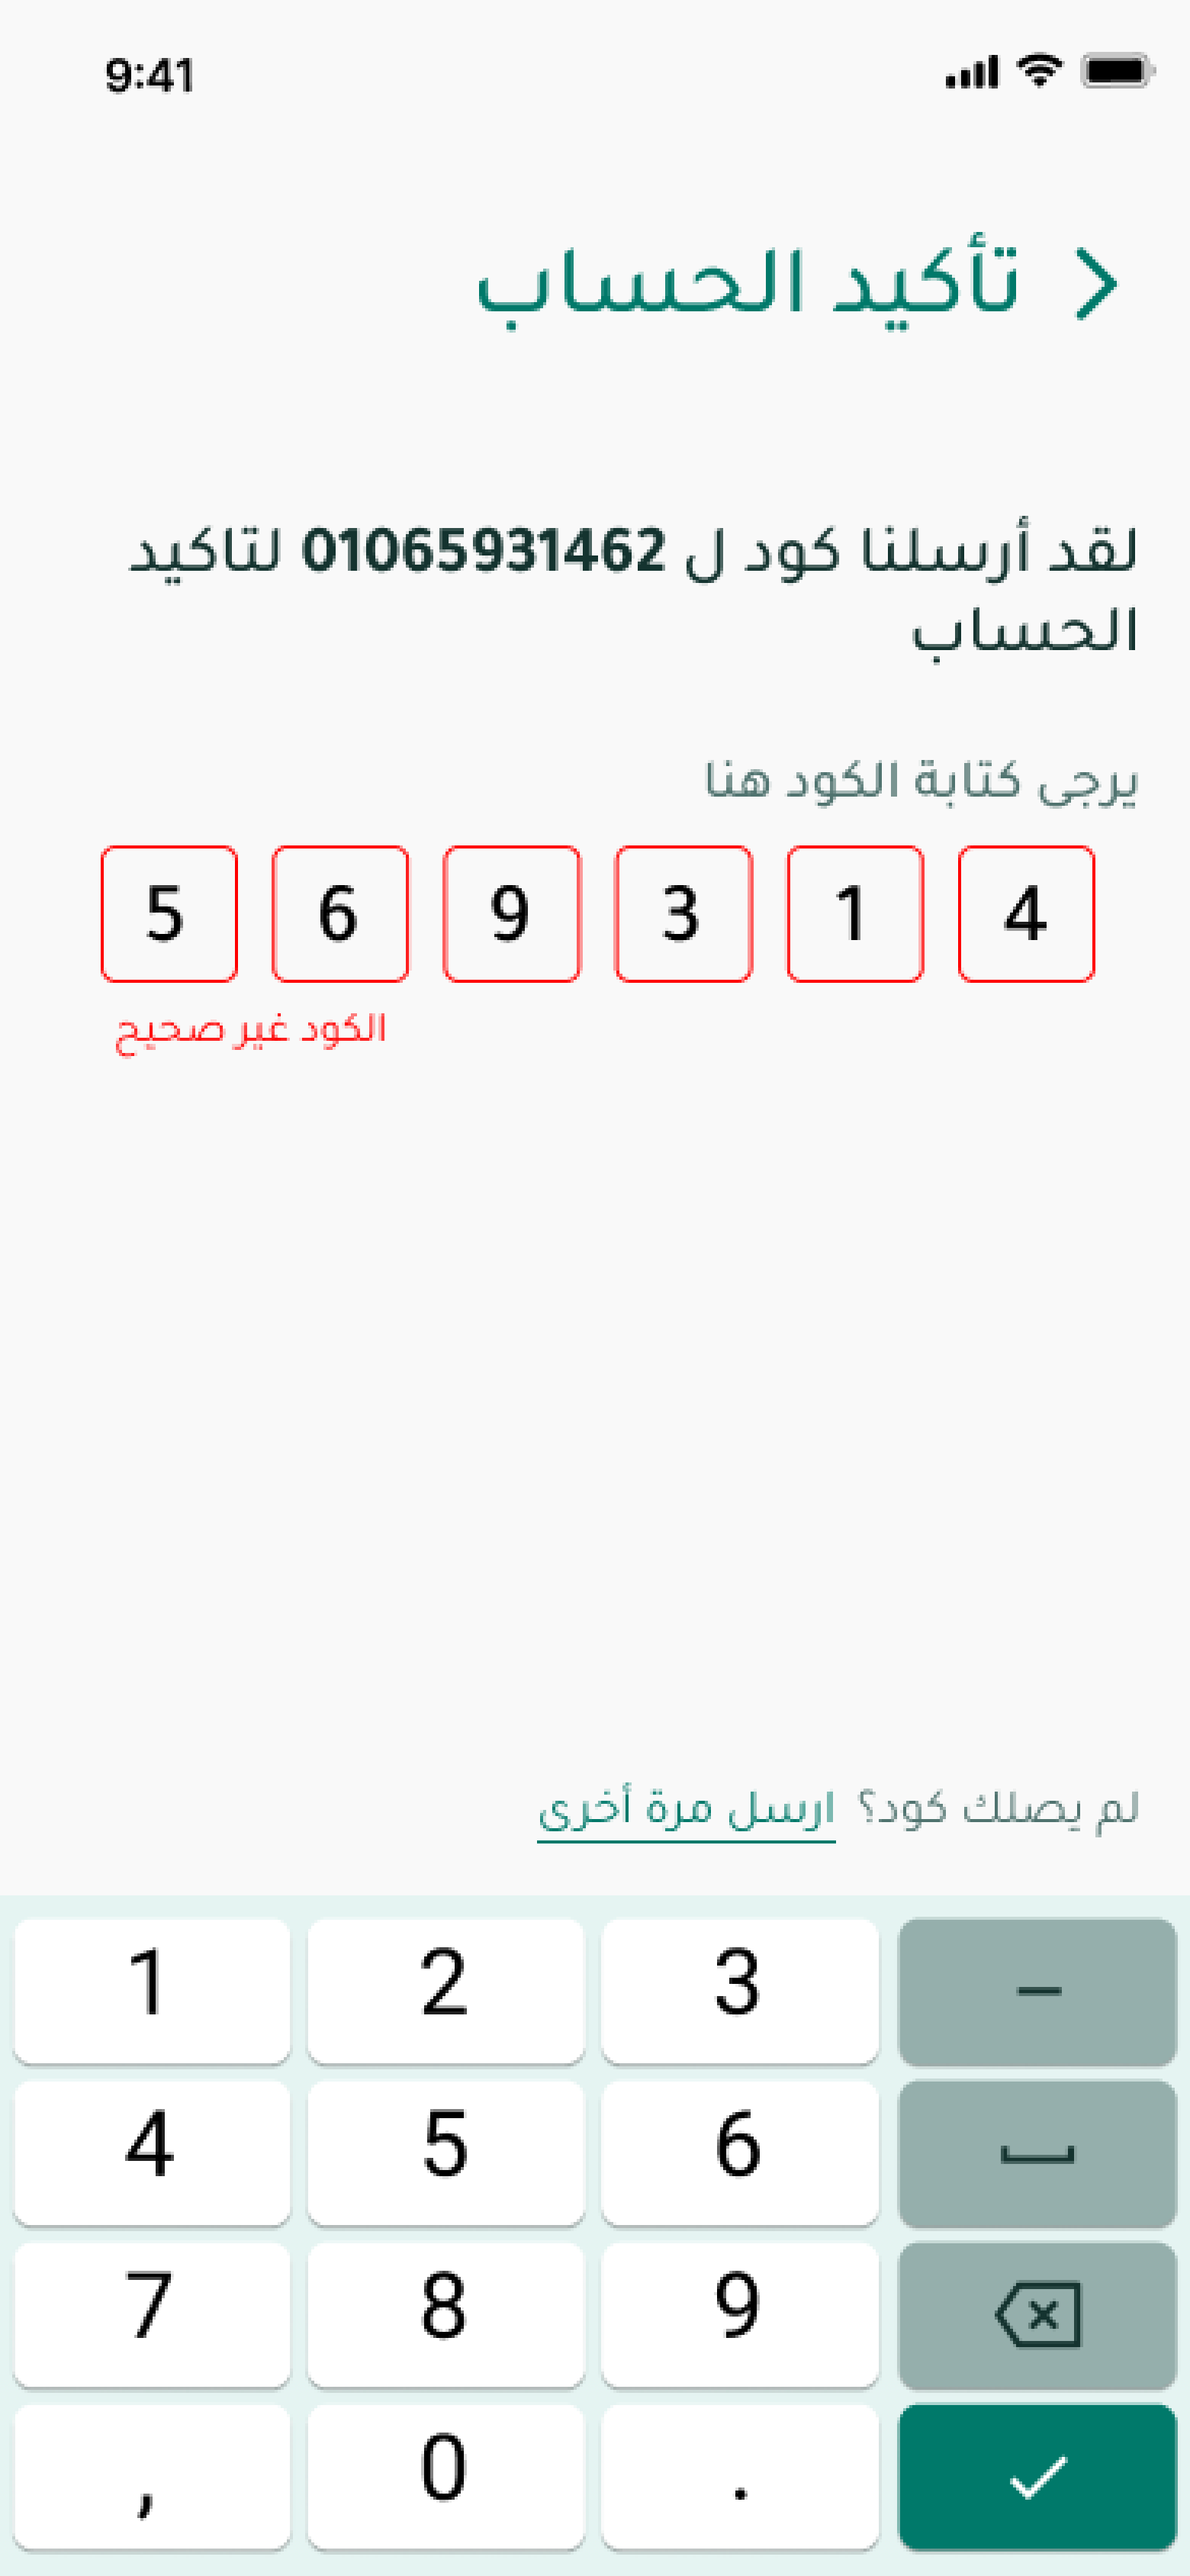 9:41
تأكيد الحساب
لقد أرسلنا كود ل 01065931462 لتاكيد
الحساب
يرجى كتابة الكود هنا
5 6 9 3 1 4
الكود غير صحيح
لم يصلك كود؟ ارسل مرة أخرى
1 2 3 –
4 5 6
7 8 9
, 0 .